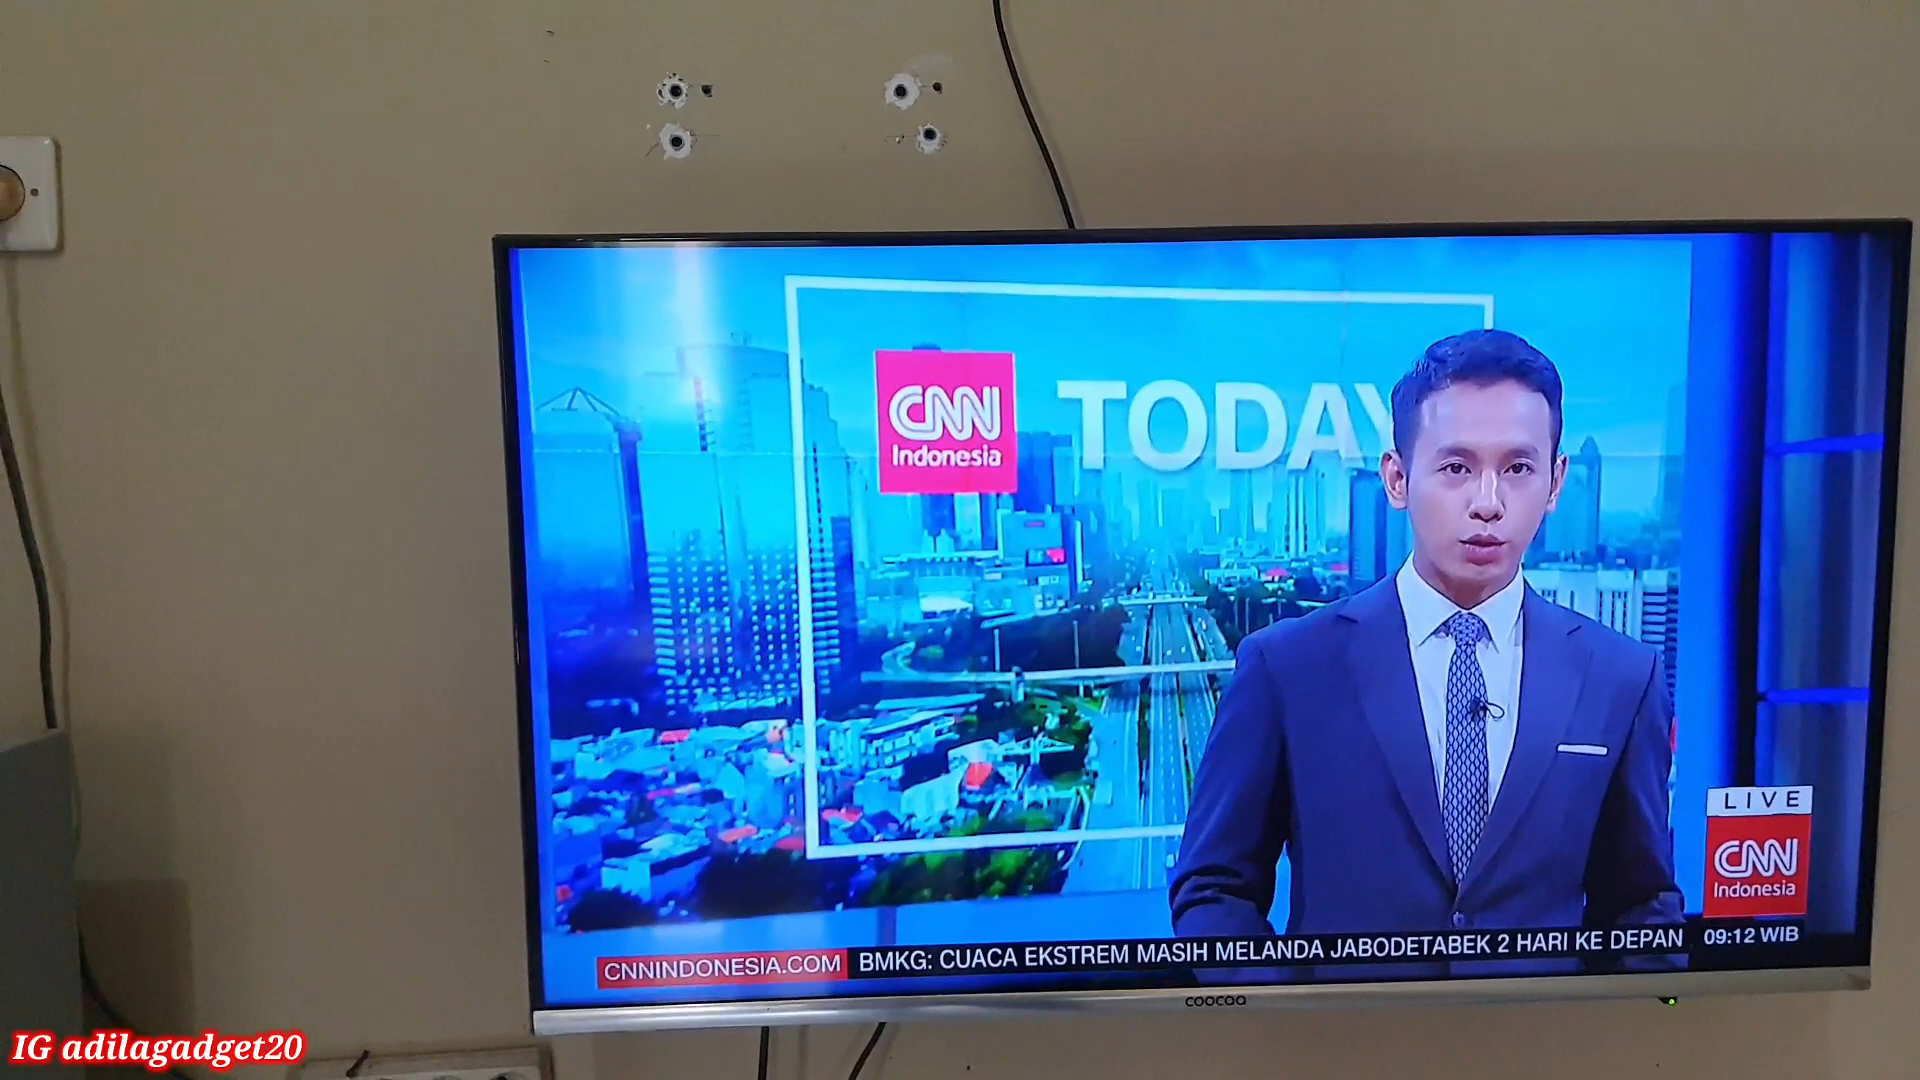 CNN
Indonesia
TODAY
LIVE
CNN
Indonesia
CNNINDONESIA.COM BMKG: CUACA EKSTREM MASIH MELANDA JABODETABEK 2 HARI KE DEPAN 09:12 WIB
coocaa
IG adilagadget20